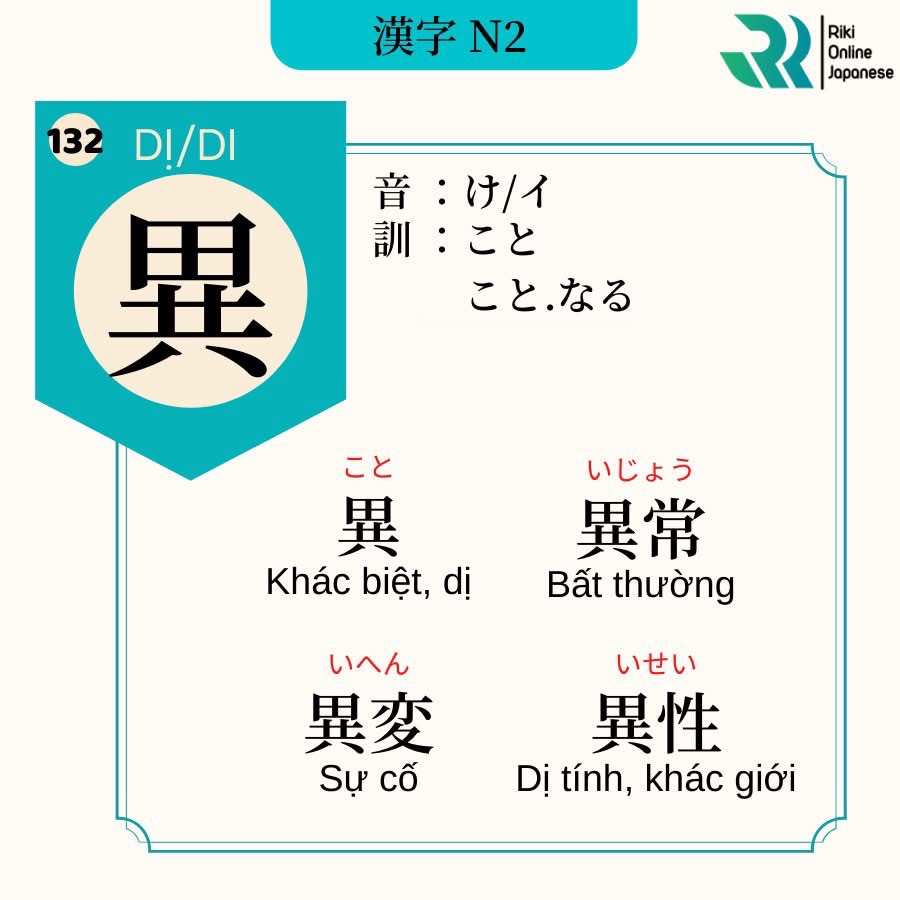 漢字 N2
Riki
Online
Japanese
132 DỊ/DI
異
音 ：け/イ
訓 ：こと
こと.なる
こと
異
Khác biệt, dị
いじょう
異常
Bất thường
いへん
異変
Sự cố
いせい
異性
Dị tính, khác giới